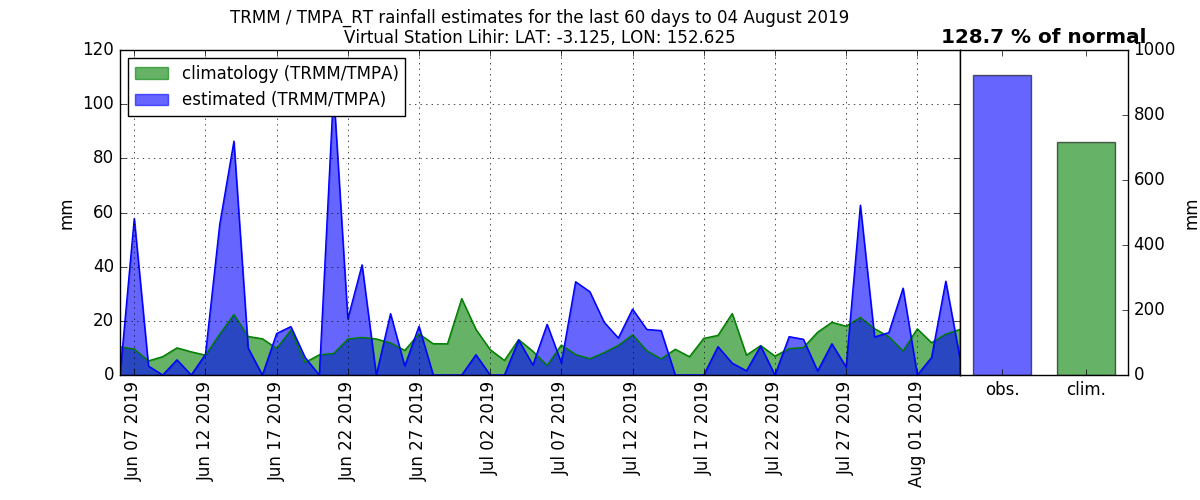 TRMM / TMPA_RT rainfall estimates for the last 60 days to 04 August 2019
Virtual Station Lihir: LAT: -3.125, LON: 152.625
128.7 % of normal
climatology (TRMM/TMPA)
estimated (TRMM/TMPA)
120
100
80
60
40
20
0
mm
Jun 07 2019
Jun 12 2019
Jun 17 2019
Jun 22 2019
Jun 27 2019
Jul 02 2019
Jul 07 2019
Jul 12 2019
Jul 17 2019
Jul 22 2019
Jul 27 2019
Aug 01 2019
1000
800
600
400
200
0
mm
obs.
clim.